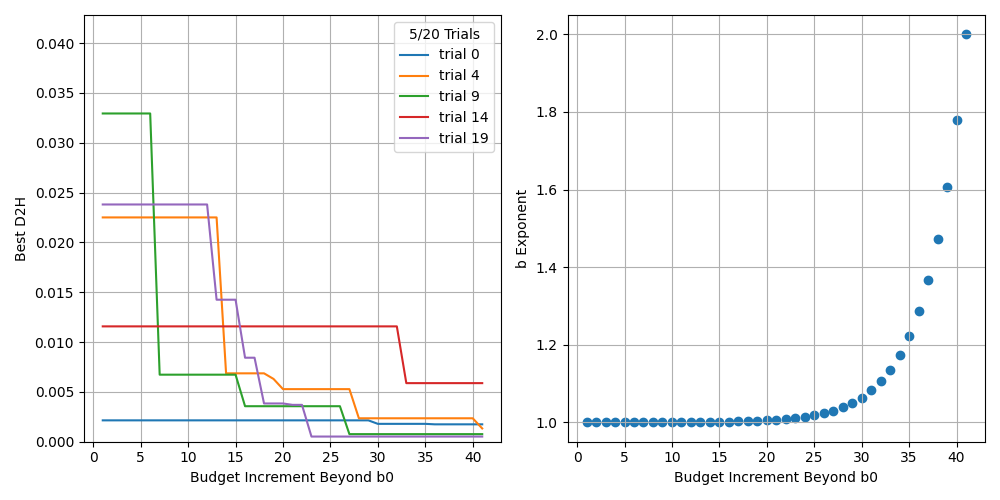 5/20 Trials
trial 0
trial 4
trial 9
trial 14
trial 19
0.040
0.035
0.030
0.025
0.020
0.015
0.010
0.005
0.000
Best D2H
0 5 10 15 20 25 30 35 40
Budget Increment Beyond b0
2.0
1.8
1.6
1.4
1.2
1.0
b Exponent
0 5 10 15 20 25 30 35 40
Budget Increment Beyond b0